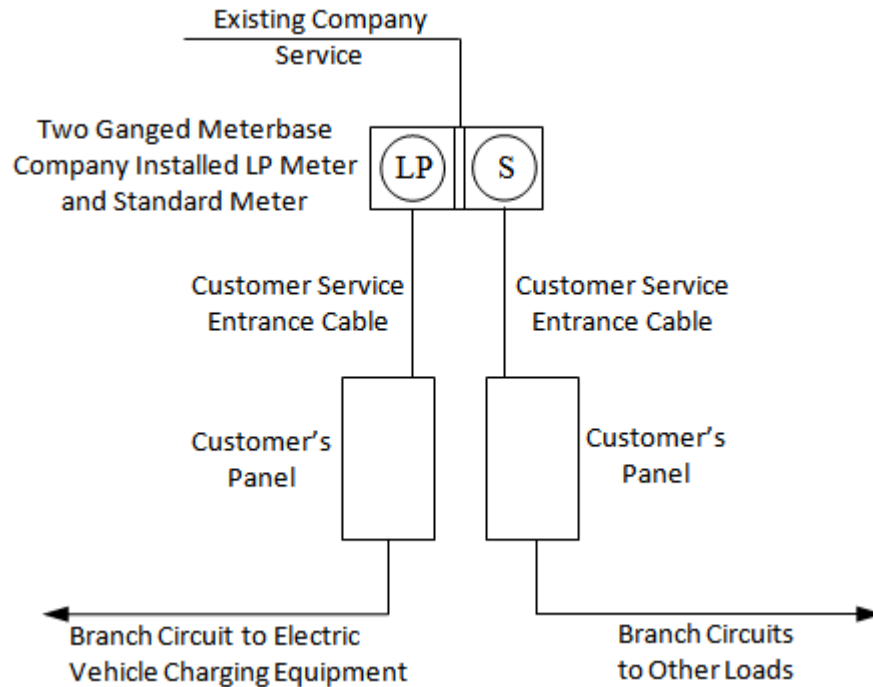 Existing Company
Service
Two Ganged Meterbase
Company Installed LP Meter
and Standard Meter
LP
S
Customer Service
Entrance Cable
Customer Service
Entrance Cable
Customer's
Panel
Customer's
Panel
Branch Circuit to Electric
Vehicle Charging Equipment
Branch Circuits
to Other Loads